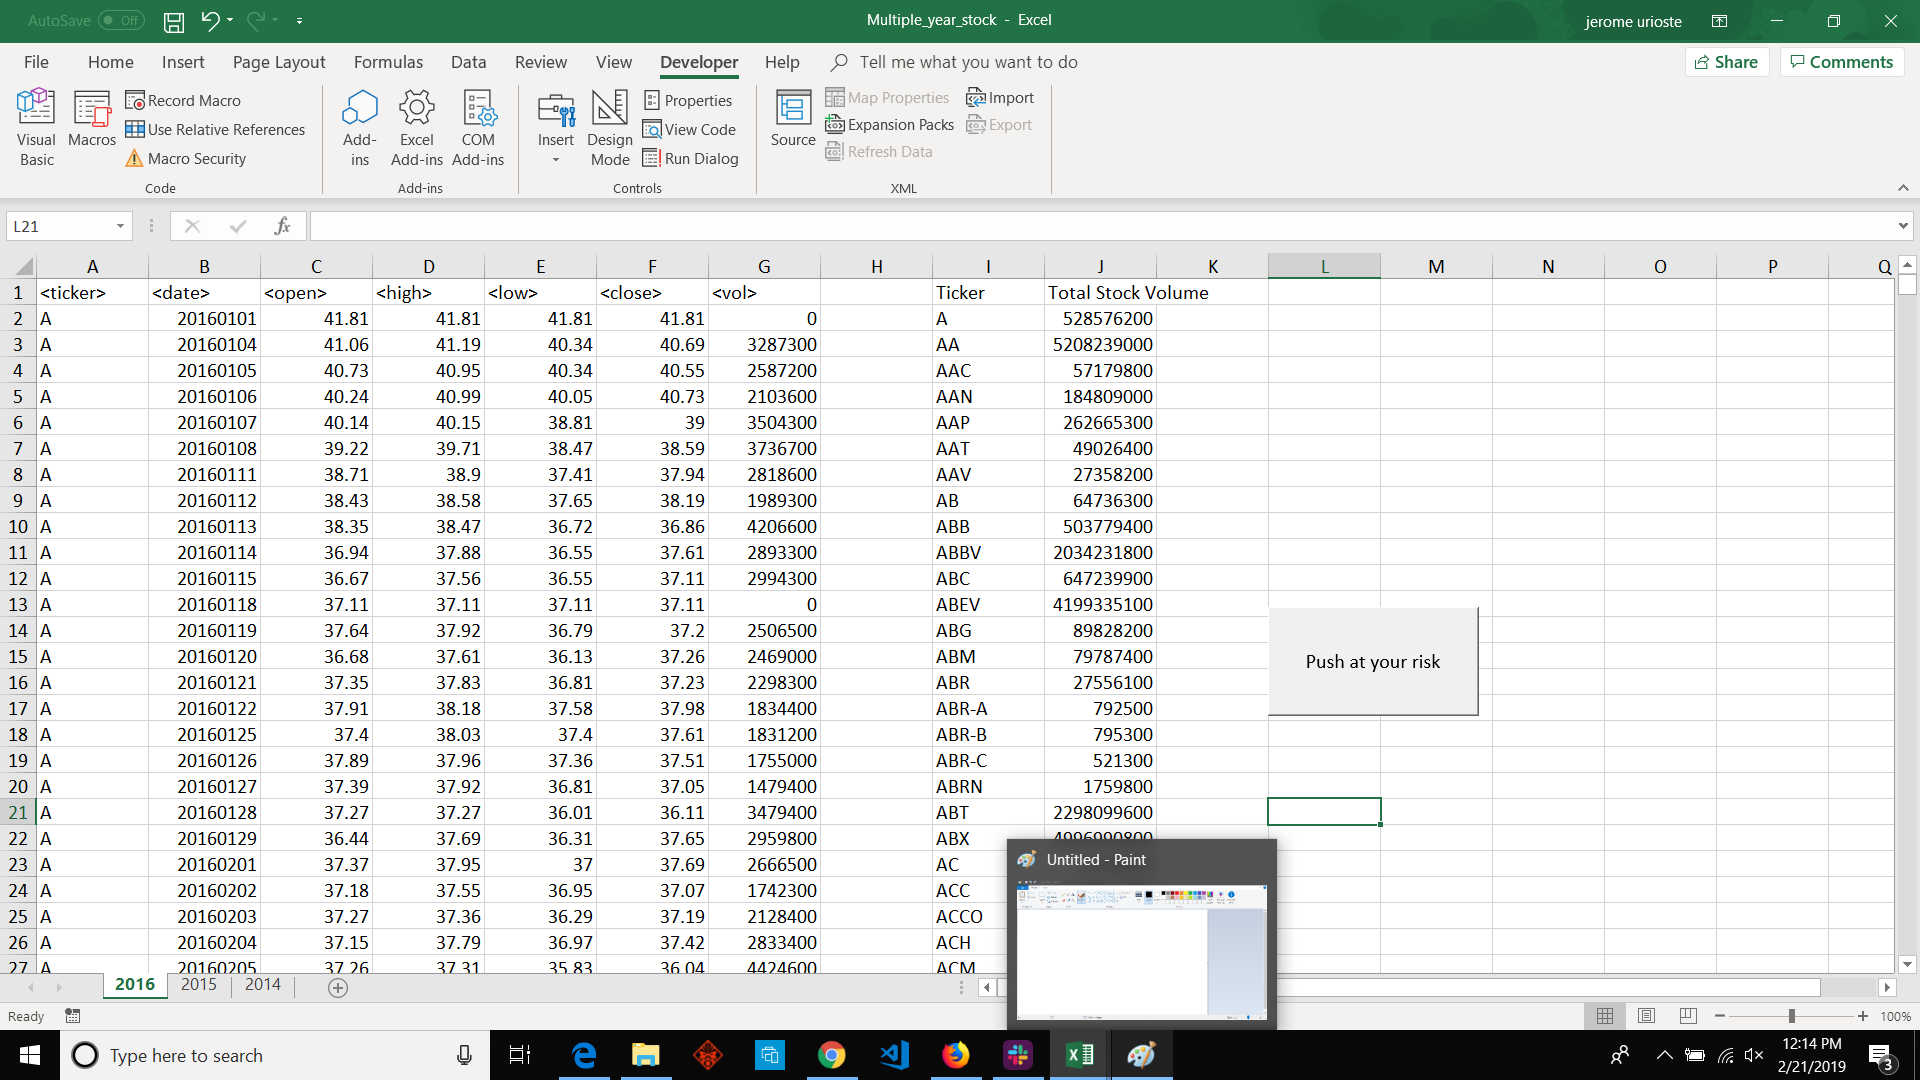 AutoSave Off Multiple_year_stock - Excel jerome urioste
File Home Insert Page Layout Formulas Data Review View Developer Help Tell me what you want to do Share Comments
Visual Basic Macros Record Macro Use Relative References Macro Security
Add-ins Excel Add-ins COM Add-ins
Insert Design Mode Properties View Code Run Dialog
Source Map Properties Expansion Packs Refresh Data Import Export
Code Add-ins Controls XML
L21 fx
A B C D E F G H I J K L M N O P Q
1 <ticker> <date> <open> <high> <low> <close> <vol> Ticker Total Stock Volume
2 A 20160101 41.81 41.81 41.81 41.81 0 A 528576200
3 A 20160104 41.06 41.19 40.34 40.69 3287300 AA 5208239000
4 A 20160105 40.73 40.95 40.34 40.55 2587200 AAC 57179800
5 A 20160106 40.24 40.99 40.05 40.73 2103600 AAN 184809000
6 A 20160107 40.14 40.15 38.81 39 3504300 AAP 262665300
7 A 20160108 39.22 39.71 38.47 38.59 3736700 AAT 49026400
8 A 20160111 38.71 38.9 37.41 37.94 2818600 AAV 27358200
9 A 20160112 38.43 38.58 37.65 38.19 1989300 AB 64736300
10 A 20160113 38.35 38.47 36.72 36.86 4206600 ABB 503779400
11 A 20160114 36.94 37.88 36.55 37.61 2893300 ABBV 2034231800
12 A 20160115 36.67 37.56 36.55 37.11 2994300 ABC 647239900
13 A 20160118 37.11 37.11 37.11 37.11 0 ABEV 4199335100
14 A 20160119 37.64 37.92 36.79 37.2 2506500 ABG 89828200
15 A 20160120 36.68 37.61 36.13 37.26 2469000 ABM 79787400
16 A 20160121 37.35 37.83 36.81 37.23 2298300 ABR 27556100 Push at your risk
17 A 20160122 37.91 38.18 37.58 37.98 1834400 ABR-A 792500
18 A 20160125 37.4 38.03 37.4 37.61 1831200 ABR-B 795300
19 A 20160126 37.89 37.96 37.36 37.51 1755000 ABR-C 521300
20 A 20160127 37.39 37.92 36.81 37.05 1479400 ABRN 1759800
21 A 20160128 37.27 37.27 36.01 36.11 3479400 ABT 2298099600
22 A 20160129 36.44 37.69 36.31 37.65 2959800 ABX 4996990800
23 A 20160201 37.37 37.95 37 37.69 2666500 AC Untitled - Paint
24 A 20160202 37.18 37.55 36.95 37.07 1742300 ACC
25 A 20160203 37.27 37.36 36.29 37.19 2128400 ACCO
26 A 20160204 37.15 37.79 36.97 37.42 2833400 ACH
27 A 20160205 37.26 37.31 35.83 36.04 4424600 ACM
2016 2015 2014
Ready 100%
Type here to search 12:14 PM
2/21/2019 3